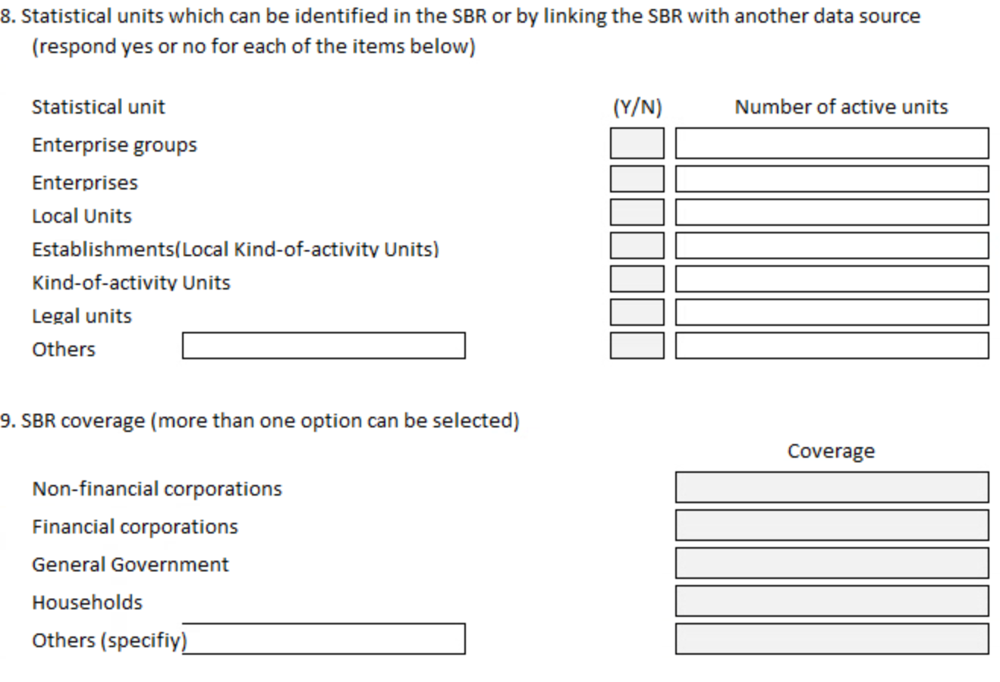 8. Statistical units which can be identified in the SBR or by linking the SBR with another data source
(respond yes or no for each of the items below)
Statistical unit (Y/N) Number of active units
Enterprise groups
Enterprises
Local Units
Establishments(Local Kind-of-activity Units)
Kind-of-activity Units
Legal units
Others
9. SBR coverage (more than one option can be selected)
Coverage
Non-financial corporations
Financial corporations
General Government
Households
Others (specifiy)